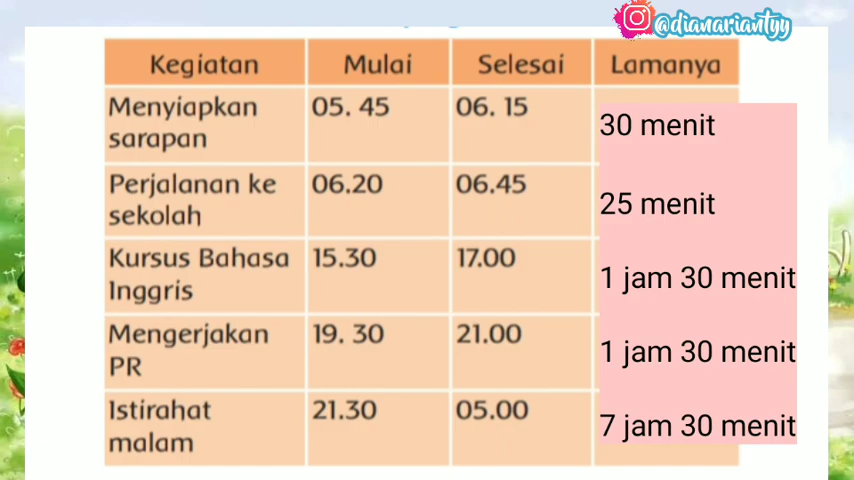 @dianariantyy
Kegiatan Mulai Selesai Lamanya
Menyiapkan sarapan 05. 45 06. 15 30 menit
Perjalanan ke sekolah 06.20 06.45 25 menit
Kursus Bahasa Inggris 15.30 17.00 1 jam 30 menit
Mengerjakan PR 19. 30 21.00 1 jam 30 menit
Istirahat malam 21.30 05.00 7 jam 30 menit